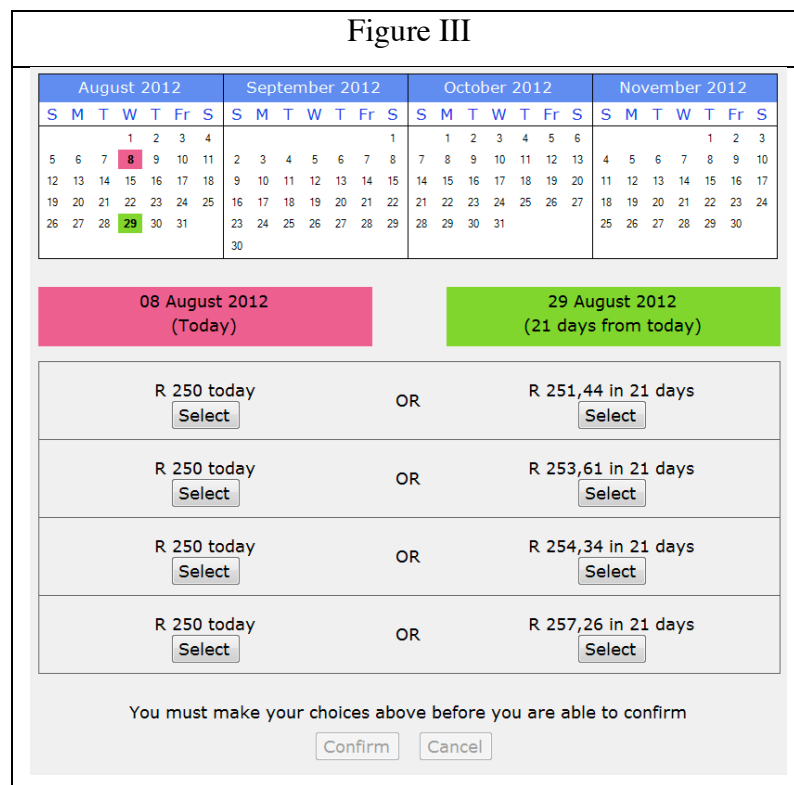 Figure III
August 2012 September 2012 October 2012 November 2012
S M T W T Fr S S M T W T Fr S S M T W T Fr S S M T W T Fr S
1 2 3 4 1 1 2 3 4 5 6 1 2 3
5 6 7 8 9 10 11 2 3 4 5 6 7 8 7 8 9 10 11 12 13 4 5 6 7 8 9 10
12 13 14 15 16 17 18 9 10 11 12 13 14 15 14 15 16 17 18 19 20 11 12 13 14 15 16 17
19 20 21 22 23 24 25 16 17 18 19 20 21 22 21 22 23 24 25 26 27 18 19 20 21 22 23 24
26 27 28 29 30 31 23 24 25 26 27 28 29 28 29 30 31 25 26 27 28 29 30
30
08 August 2012
(Today)
29 August 2012
(21 days from today)
R 250 today
Select
OR
R 251,44 in 21 days
Select
R 250 today
Select
OR
R 253,61 in 21 days
Select
R 250 today
Select
OR
R 254,34 in 21 days
Select
R 250 today
Select
OR
R 257,26 in 21 days
Select
You must make your choices above before you are able to confirm
Confirm Cancel